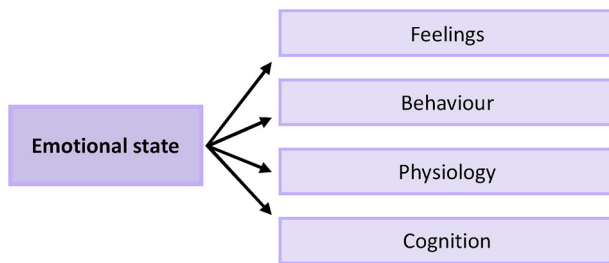 Feelings
Behaviour
Emotional state
Physiology
Cognition